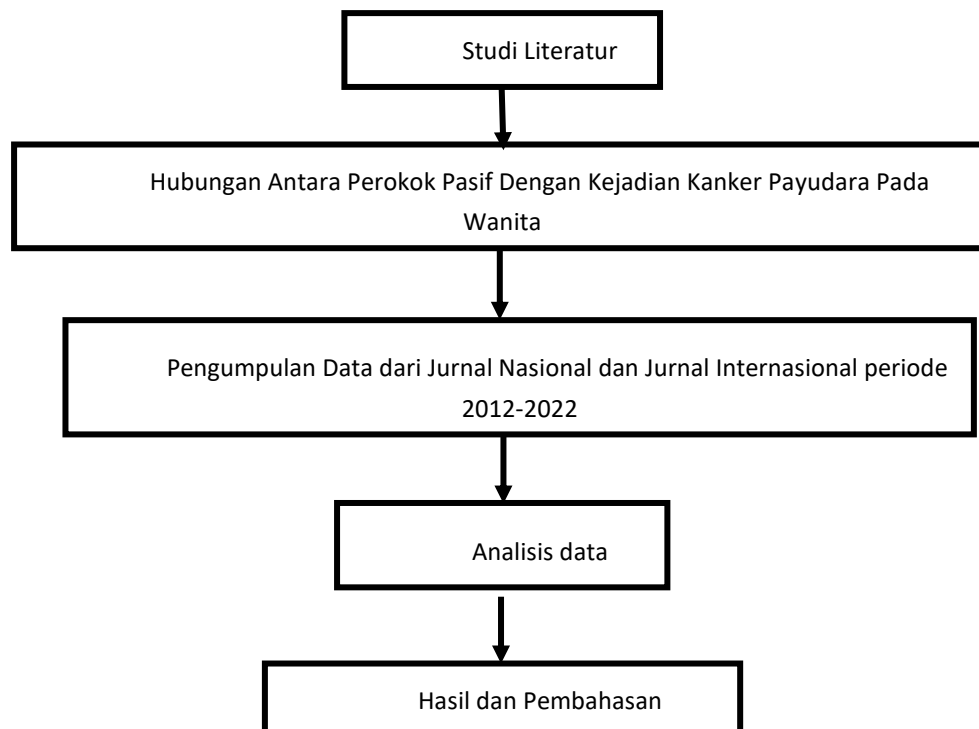 Studi Literatur
Hubungan Antara Perokok Pasif Dengan Kejadian Kanker Payudara Pada
Wanita
Pengumpulan Data dari Jurnal Nasional dan Jurnal Internasional periode
2012-2022
Analisis data
Hasil dan Pembahasan